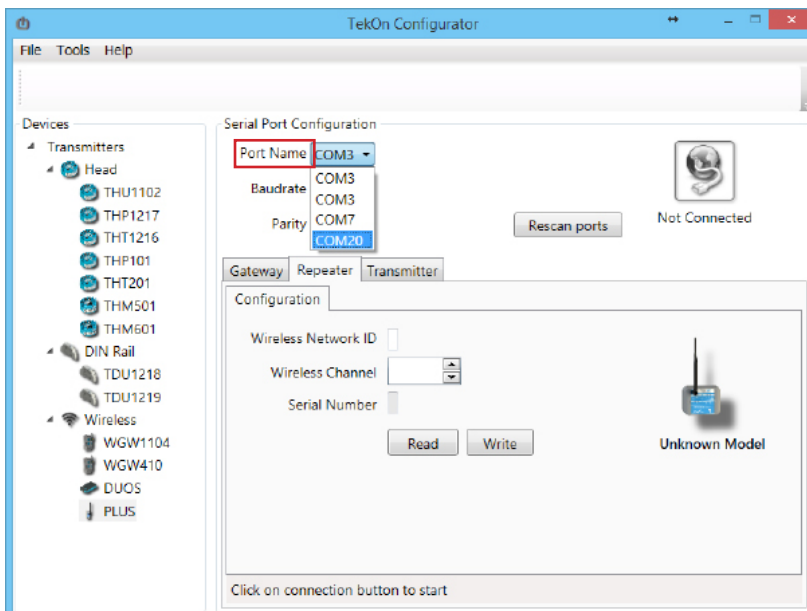 TekOn Configurator
File Tools Help
Devices
Transmitters
Head
THU1102
THP1217
THT1216
THP101
THT201
THM501
THM601
DIN Rail
TDU1218
TDU1219
Wireless
WGW1104
WGW410
DUOS
PLUS
Serial Port Configuration
Port Name COM3
COM3
COM3
COM7
COM20
Baudrate
Parity
Rescan ports
Not Connected
Gateway Repeater Transmitter
Configuration
Wireless Network ID
Wireless Channel
Serial Number
Read Write
Unknown Model
Click on connection button to start